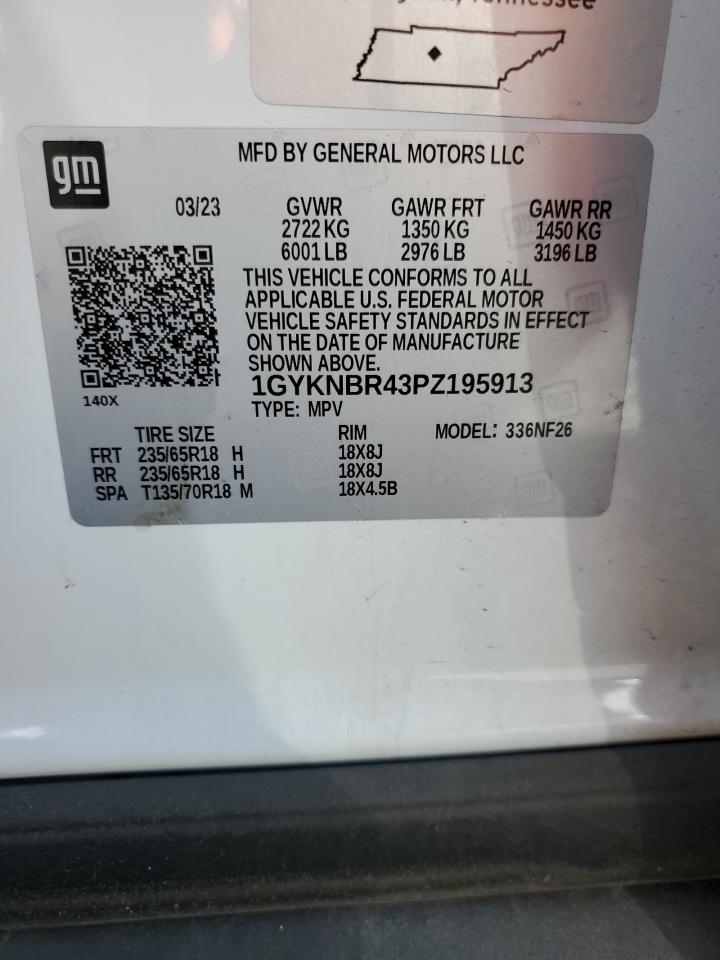 Tennessee
gm
MFD BY GENERAL MOTORS LLC
03/23 GVWR GAWR FRT GAWR RR
2722 KG 1350 KG 1450 KG
6001 LB 2976 LB 3196 LB
THIS VEHICLE CONFORMS TO ALL
APPLICABLE U.S. FEDERAL MOTOR
VEHICLE SAFETY STANDARDS IN EFFECT
ON THE DATE OF MANUFACTURE
SHOWN ABOVE.
1GYKNBR43PZ195913
140X
TYPE: MPV
TIRE SIZE RIM MODEL: 336NF26
FRT 235/65R18 H 18X8J
RR 235/65R18 H 18X8J
SPA T135/70R18 M 18X4.5B